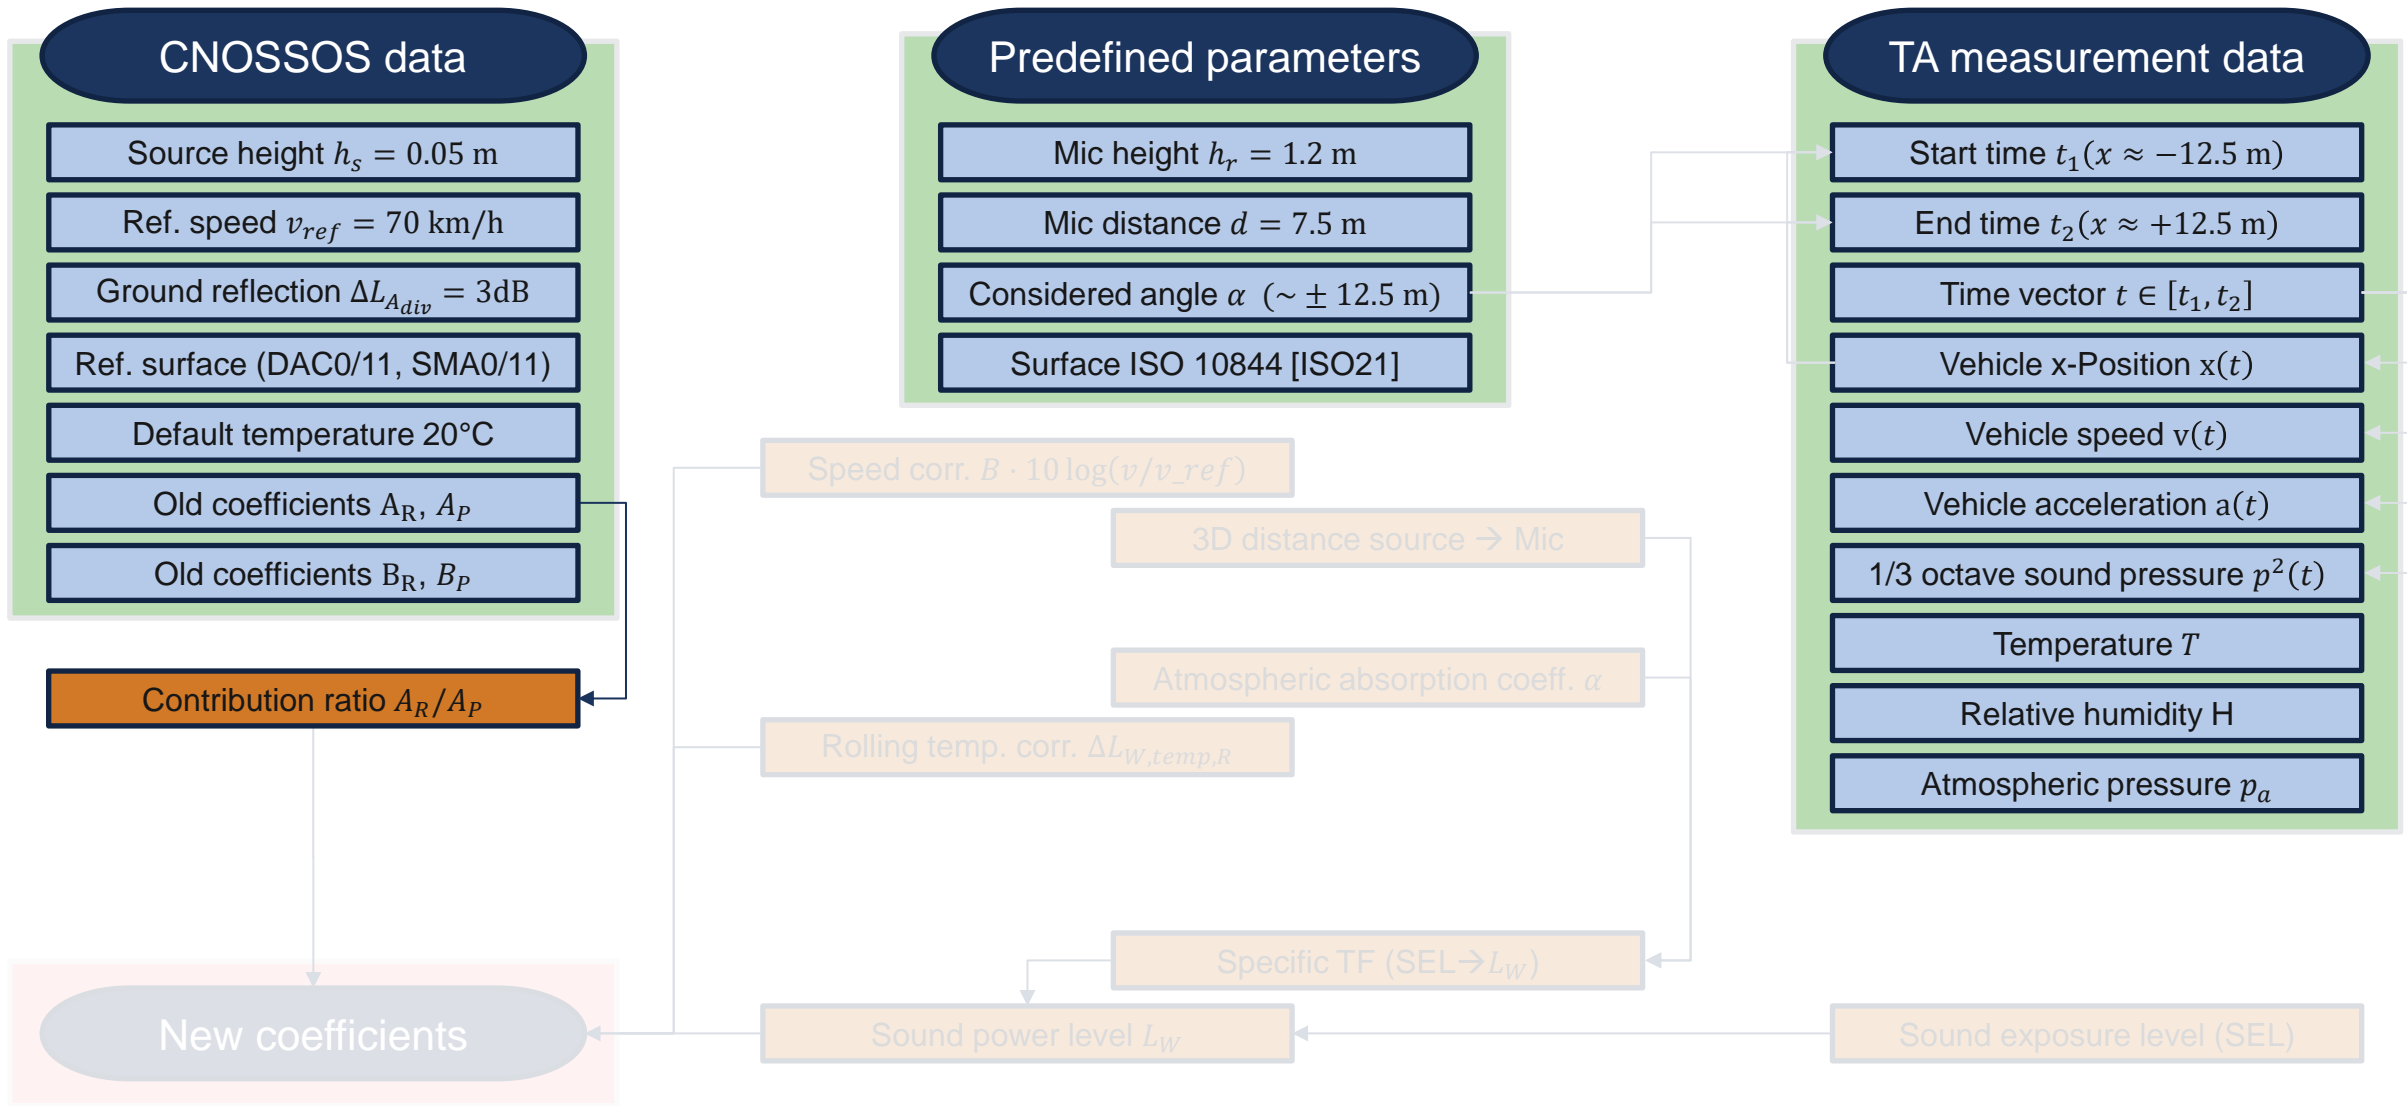 CNOSSOS data
Source height h_s = 0.05 m
Ref. speed v_ref = 70 km/h
Ground reflection ΔL_{A_div} = 3dB
Ref. surface (DAC0/11, SMA0/11)
Default temperature 20°C
Old coefficients A_R, A_P
Old coefficients B_R, B_P
Contribution ratio A_R/A_P
New coefficients
Predefined parameters
Mic height h_r = 1.2 m
Mic distance d = 7.5 m
Considered angle α (~ ± 12.5 m)
Surface ISO 10844 [ISO21]
Speed corr. B · 10 log(v/v_ref)
3D distance source → Mic
Atmospheric absorption coeff. α
Rolling temp. corr. ΔL_{W,temp,R}
Specific TF (SEL→L_W)
Sound power level L_W
TA measurement data
Start time t_1(x ≈ −12.5 m)
End time t_2(x ≈ +12.5 m)
Time vector t ∈ [t_1, t_2]
Vehicle x-Position x(t)
Vehicle speed v(t)
Vehicle acceleration a(t)
1/3 octave sound pressure p²(t)
Temperature T
Relative humidity H
Atmospheric pressure p_a
Sound exposure level (SEL)